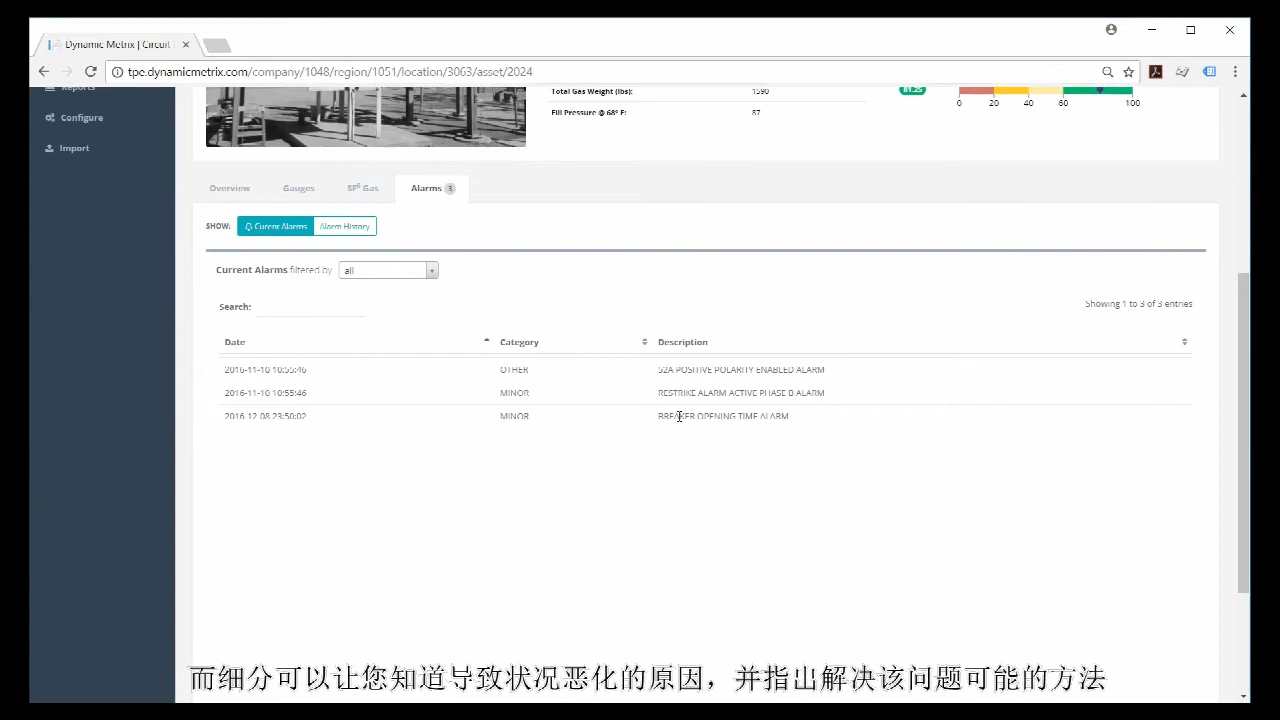 Dynamic Metrix | Circuit
tpe.dynamicmetrix.com/company/1048/region/1051/location/2063/asset/2024
Reports
Configure
Import
Total Gas Weight (lbs): 1590
Fill Pressure @ 68° F: 87
81.25
0 20 40 60 100
Overview Gauges SF6 Gas Alarms 3
SHOW: Curent Alarms Alarm History
Current Alarms filtered by all
Search:
Showing 1 to 3 of 3 entries
Date Category Description
2016-11-10 10:55:46 OTHER 52A POSITIVE POLARITY ENABLED ALARM
2016-11-10 10:55:46 MINOR RESTRIKE ALARM ACTIVE PHASE B ALARM
2016-12-08 23:50:02 MINOR BREAKER OPENING TIME ALARM
而细分可以让您知道导致状况恶化的原因，并指出解决该问题可能的方法